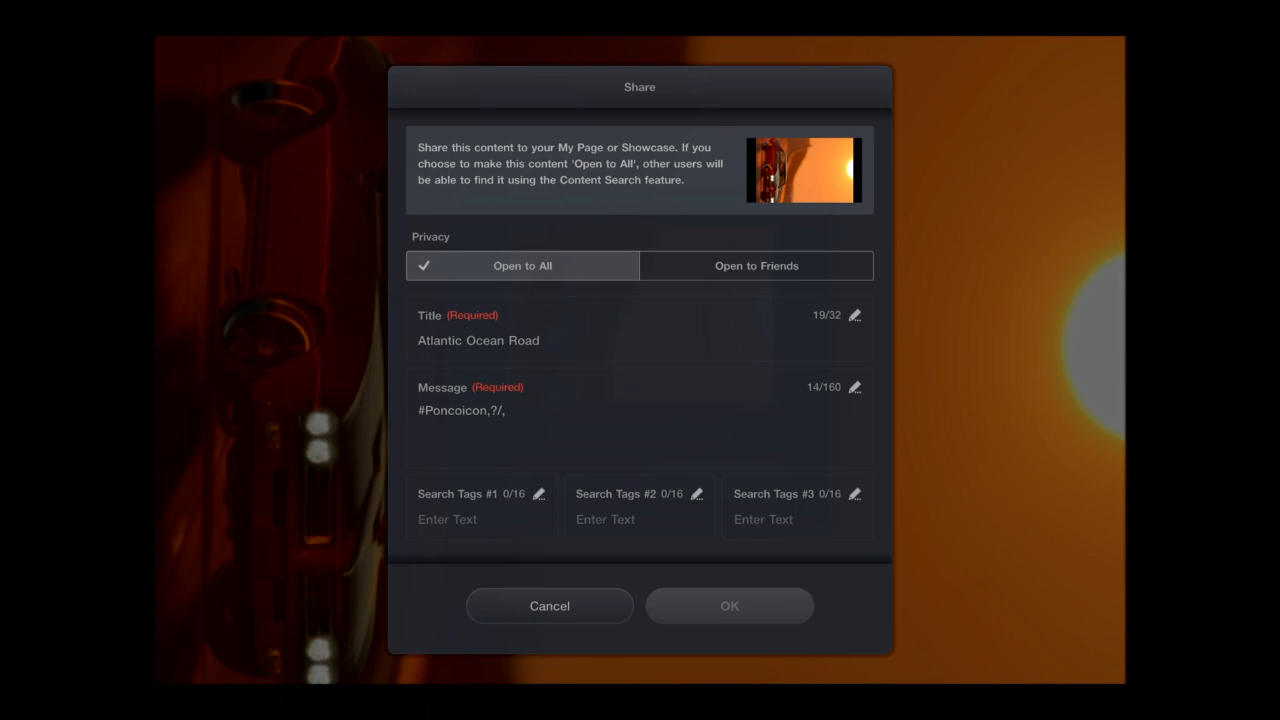 Share
Share this content to your My Page or Showcase. If you
choose to make this content 'Open to All', other users will
be able to find it using the Content Search feature.
Privacy
Open to All
Open to Friends
Title (Required) 19/32
Atlantic Ocean Road
Message (Required) 14/160
#Poncoicon,?/,
Search Tags #1 0/16 Search Tags #2 0/16 Search Tags #3 0/16
Enter Text Enter Text Enter Text
Cancel OK